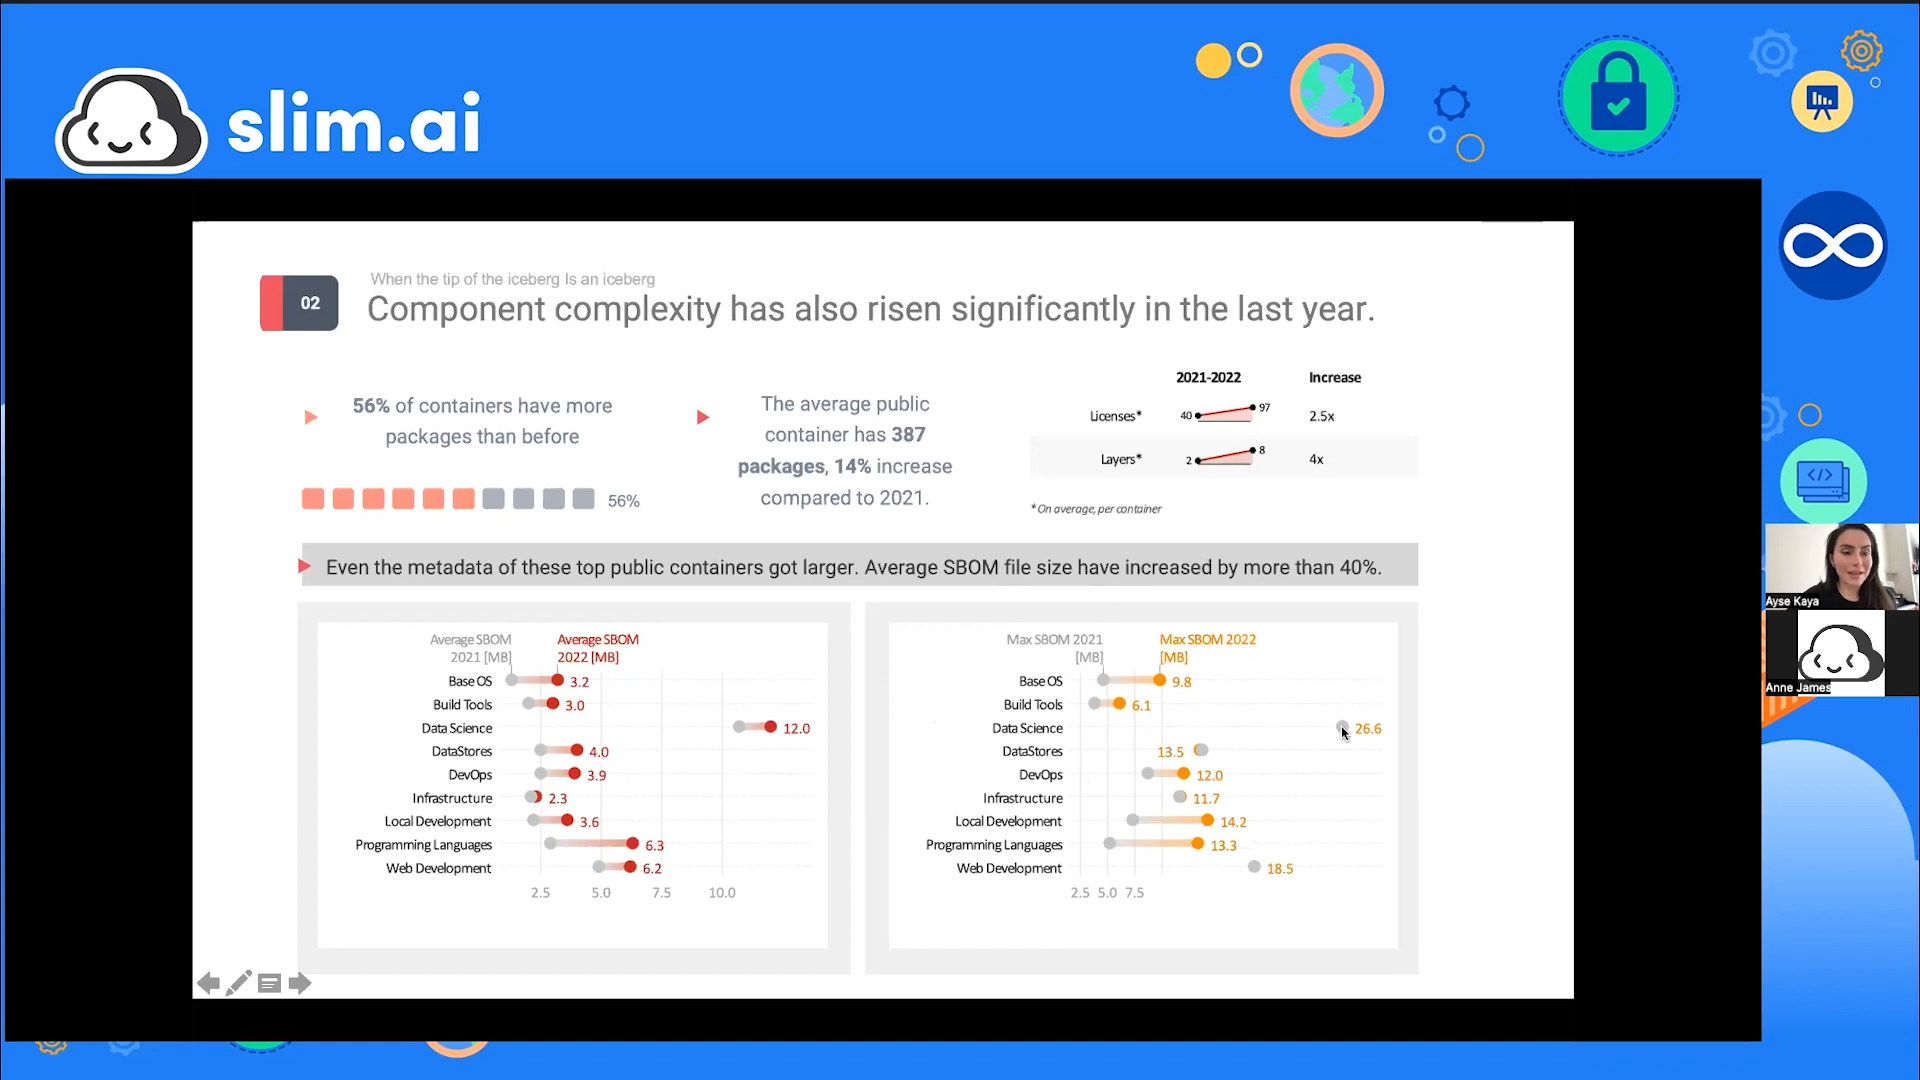 slim.ai
02
When the tip of the iceberg Is an iceberg
Component complexity has also risen significantly in the last year.
56% of containers have more
packages than before
56%
The average public
container has 387
packages, 14% increase
compared to 2021.
2021-2022 Increase
Licenses* 40 97 2.5x
Layers* 2 8 4x
*On average, per container
Even the metadata of these top public containers got larger. Average SBOM file size have increased by more than 40%.
Average SBOM
2021 [MB]
Average SBOM
2022 [MB]
Base OS 3.2
Build Tools 3.0
Data Science 12.0
DataStores 4.0
DevOps 3.9
Infrastructure 2.3
Local Development 3.6
Programming Languages 6.3
Web Development 6.2
2.5 5.0 7.5 10.0
Max SBOM 2021
[MB]
Max SBOM 2022
[MB]
Base OS 9.8
Build Tools 6.1
Data Science 26.6
DataStores 13.5
DevOps 12.0
Infrastructure 11.7
Local Development 14.2
Programming Languages 13.3
Web Development 18.5
2.5 5.0 7.5
</>
Ayse Kaya
Anne James